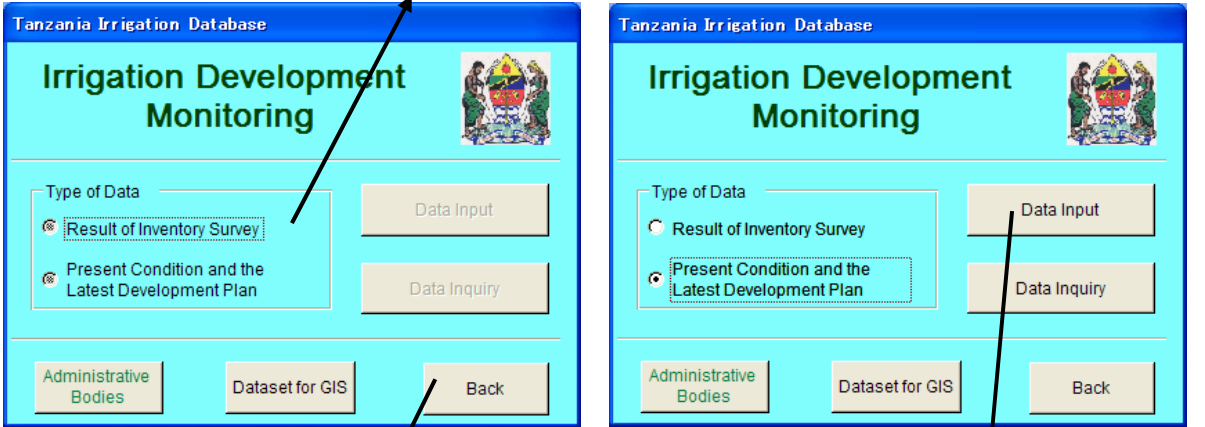 Tanzania Irrigation Database
Irrigation Development
Monitoring
Type of Data
Result of Inventory Survey
Present Condition and the
Latest Development Plan
Data Input
Data Inquiry
Administrative
Bodies
Dataset for GIS
Back
Tanzania Irrigation Database
Irrigation Development
Monitoring
Type of Data
Result of Inventory Survey
Present Condition and the
Latest Development Plan
Data Input
Data Inquiry
Administrative
Bodies
Dataset for GIS
Back